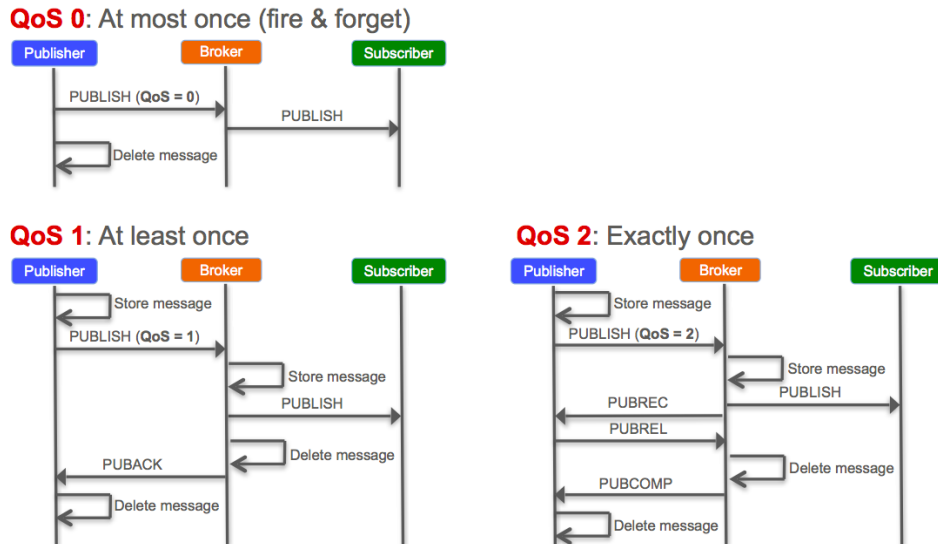 QoS 0: At most once (fire & forget)
Publisher
Broker
Subscriber
PUBLISH (QoS = 0)
PUBLISH
Delete message
QoS 1: At least once
Publisher
Broker
Subscriber
Store message
PUBLISH (QoS = 1)
Store message
PUBLISH
Delete message
PUBACK
Delete message
QoS 2: Exactly once
Publisher
Broker
Subscriber
Store message
PUBLISH (QoS = 2)
Store message
PUBLISH
PUBREC
PUBREL
Delete message
PUBCOMP
Delete message